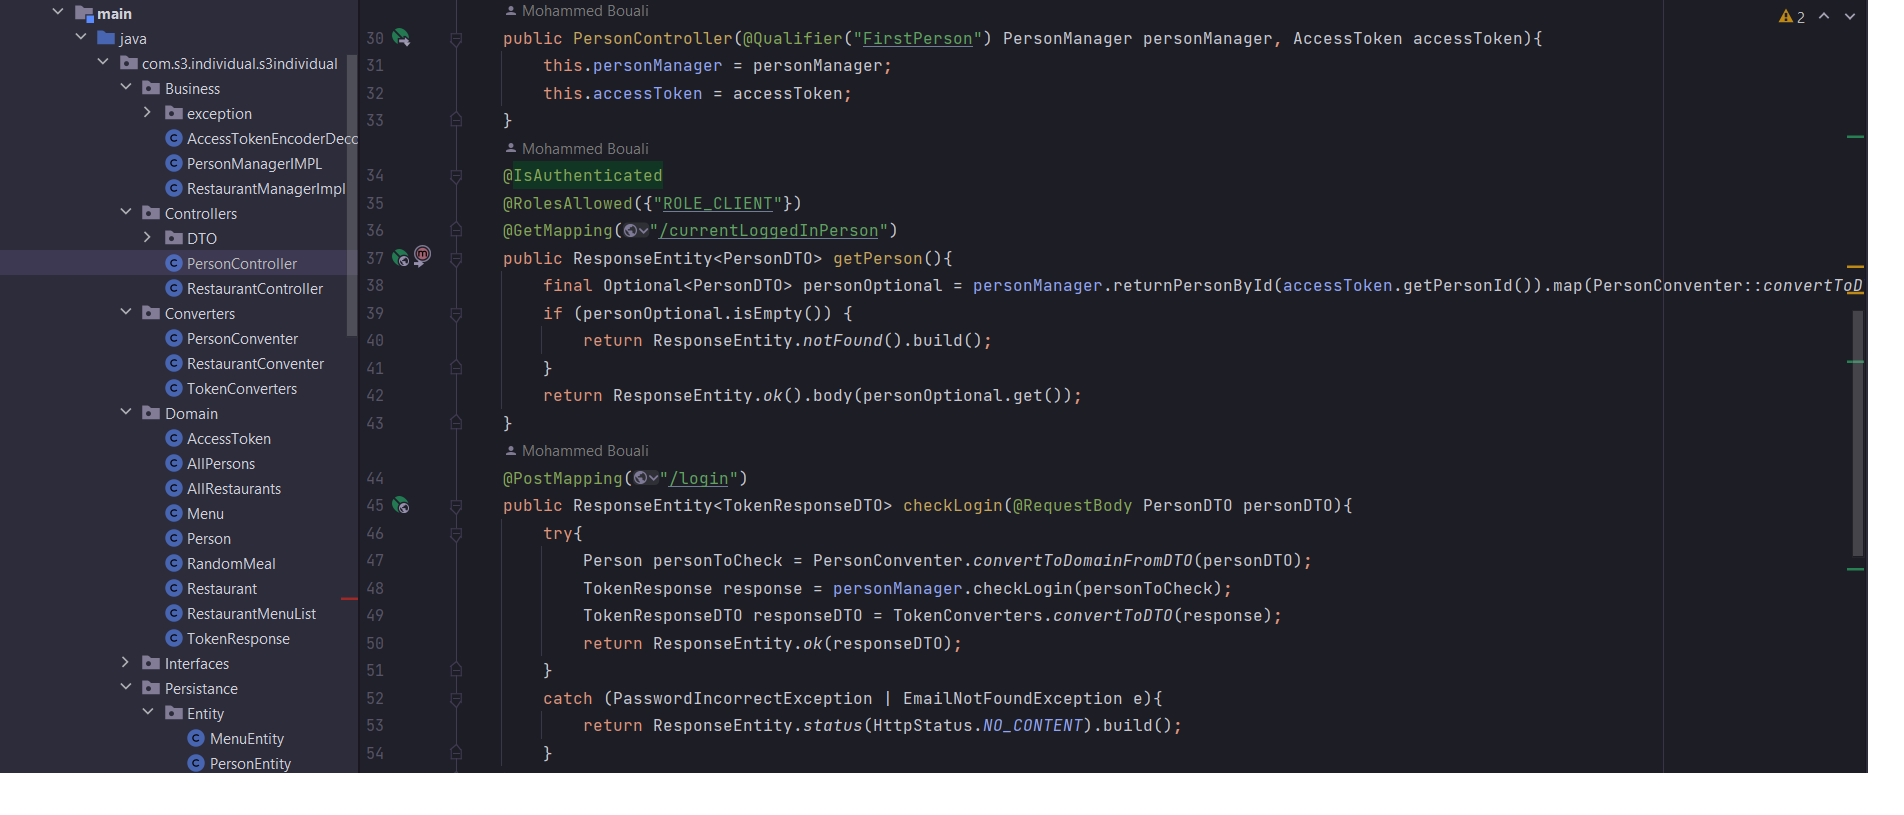 main
java
com.s3.individual.s3individual
Business
exception
AccessTokenEncoderDeco
PersonManagerIMPL
RestaurantManagerImpl
Controllers
DTO
PersonController
RestaurantController
Converters
PersonConventer
RestaurantConventer
TokenConverters
Domain
AccessToken
AllPersons
AllRestaurants
Menu
Person
RandomMeal
Restaurant
RestaurantMenuList
TokenResponse
Interfaces
Persistance
Entity
MenuEntity
PersonEntity
2
Mohammed Bouali
30 public PersonController(@Qualifier("FirstPerson") PersonManager personManager, AccessToken accessToken){
31 this.personManager = personManager;
32 this.accessToken = accessToken;
33 }
Mohammed Bouali
34 @IsAuthenticated
35 @RolesAllowed({"ROLE_CLIENT"})
36 @GetMapping("/currentLoggedInPerson")
37 public ResponseEntity<PersonDTO> getPerson(){
38 final Optional<PersonDTO> personOptional = personManager.returnPersonById(accessToken.getPersonId()).map(PersonConventer::convertToD
39 if (personOptional.isEmpty()) {
40 return ResponseEntity.notFound().build();
41 }
42 return ResponseEntity.ok().body(personOptional.get());
43 }
Mohammed Bouali
44 @PostMapping("/login")
45 public ResponseEntity<TokenResponseDTO> checkLogin(@RequestBody PersonDTO personDTO){
46 try{
47 Person personToCheck = PersonConventer.convertToDomainFromDTO(personDTO);
48 TokenResponse response = personManager.checkLogin(personToCheck);
49 TokenResponseDTO responseDTO = TokenConverters.convertToDTO(response);
50 return ResponseEntity.ok(responseDTO);
51 }
52 catch (PasswordIncorrectException | EmailNotFoundException e){
53 return ResponseEntity.status(HttpStatus.NO_CONTENT).build();
54 }